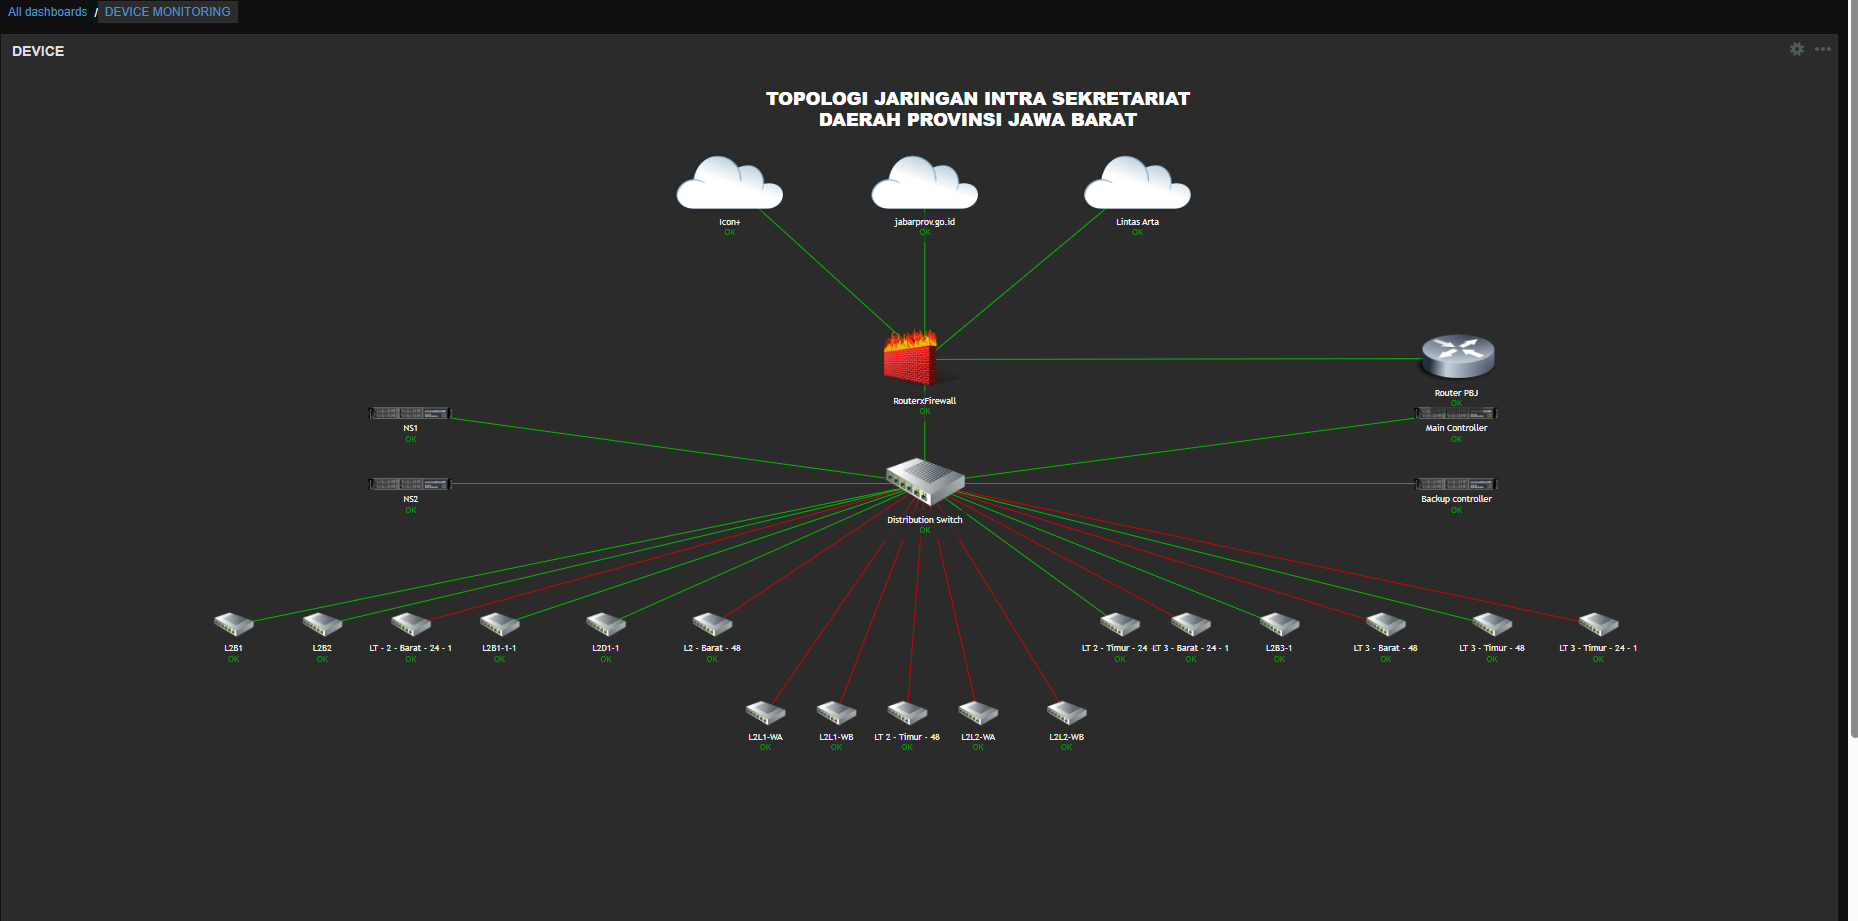 All dashboards / DEVICE MONITORING
DEVICE
TOPOLOGI JARINGAN INTRA SEKRETARIAT
DAERAH PROVINSI JAWA BARAT
Icon+
OK
jabarprov.go.id
OK
Lintas Arta
OK
RouterxFirewall
OK
Router PBJ
OK
NS1
OK
Main Controller
OK
NS2
OK
Backup controller
OK
Distribution Switch
OK
L2B1
OK
L2B2
OK
LT - 2 - Barat - 24 - 1
OK
L2B1-1-1
OK
L2D1-1
OK
L2 - Barat - 48
OK
LT 2 - Timur - 24
OK
LT 3 - Barat - 24 - 1
OK
L2B3-1
OK
LT 3 - Barat - 48
OK
LT 3 - Timur - 48
OK
LT 3 - Timur - 24 - 1
OK
L2L1-WA
OK
L2L1-WB
OK
LT 2 - Timur - 48
OK
L2L2-WA
OK
L2L2-WB
OK